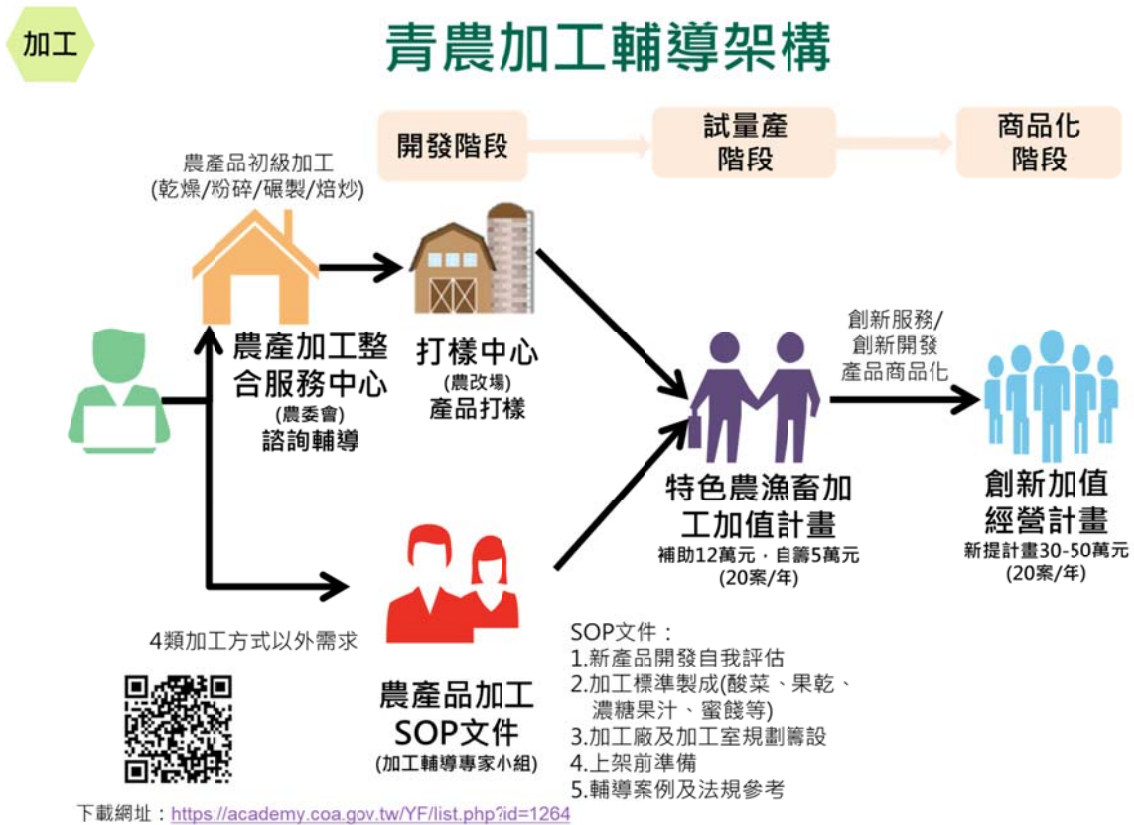 加工
青農加工輔導架構
開發階段
試量產
階段
商品化
階段
農產品初級加工
(乾燥/粉碎/碾製/焙炒)
農產加工整
合服務中心
(農委會)
諮詢輔導
打樣中心
(農改場)
產品打樣
創新服務/
創新開發
產品商品化
特色農漁畜加
工加值計畫
補助12萬元，自籌5萬元
(20案/年)
創新加值
經營計畫
新提計畫30-50萬元
(20案/年)
4類加工方式以外需求
農產品加工
SOP文件
(加工輔導專家小組)
SOP文件：
1.新產品開發自我評估
2.加工標準製成(酸菜、果乾、
濃糖果汁、蜜餞等)
3.加工廠及加工室規劃籌設
4.上架前準備
5.輔導案例及法規參考
下載網址：https://academy.coa.gov.tw/YF/list.php?id=1264